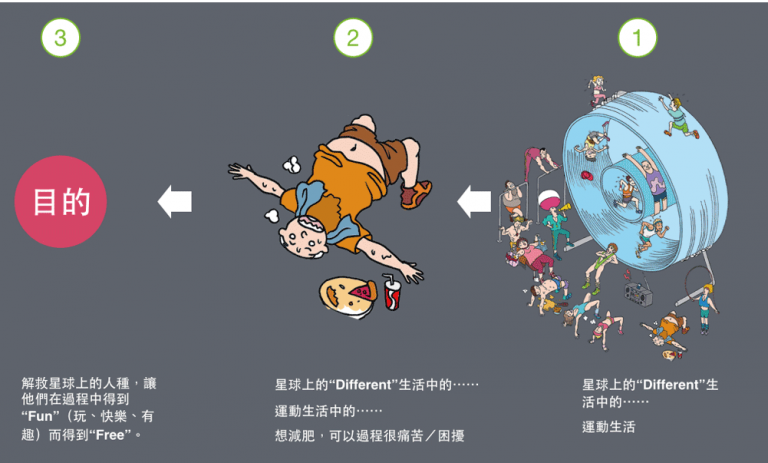 3
2
1
目的
解救星球上的人種，讓
他們在過程中得到
“Fun”（玩、快樂、有
趣）而得到“Free”。
星球上的“Different”生活中的⋯⋯
運動生活中的⋯⋯
想減肥，可以過程很痛苦／困擾
星球上的“Different”生
活中的⋯⋯
運動生活